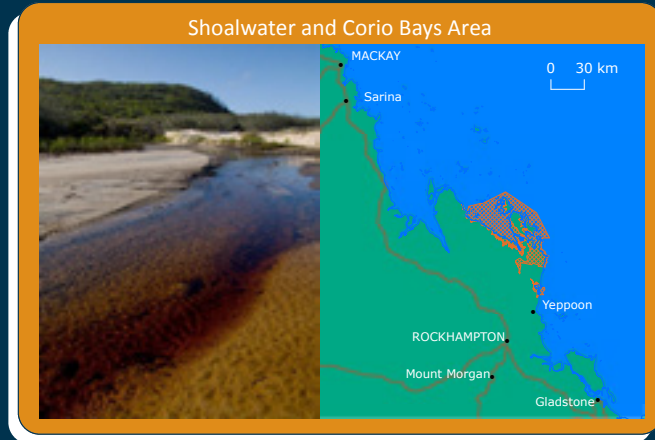 Shoalwater and Corio Bays Area
MACKAY
0 30 km
Sarina
Yeppoon
ROCKHAMPTON
Mount Morgan
Gladstone